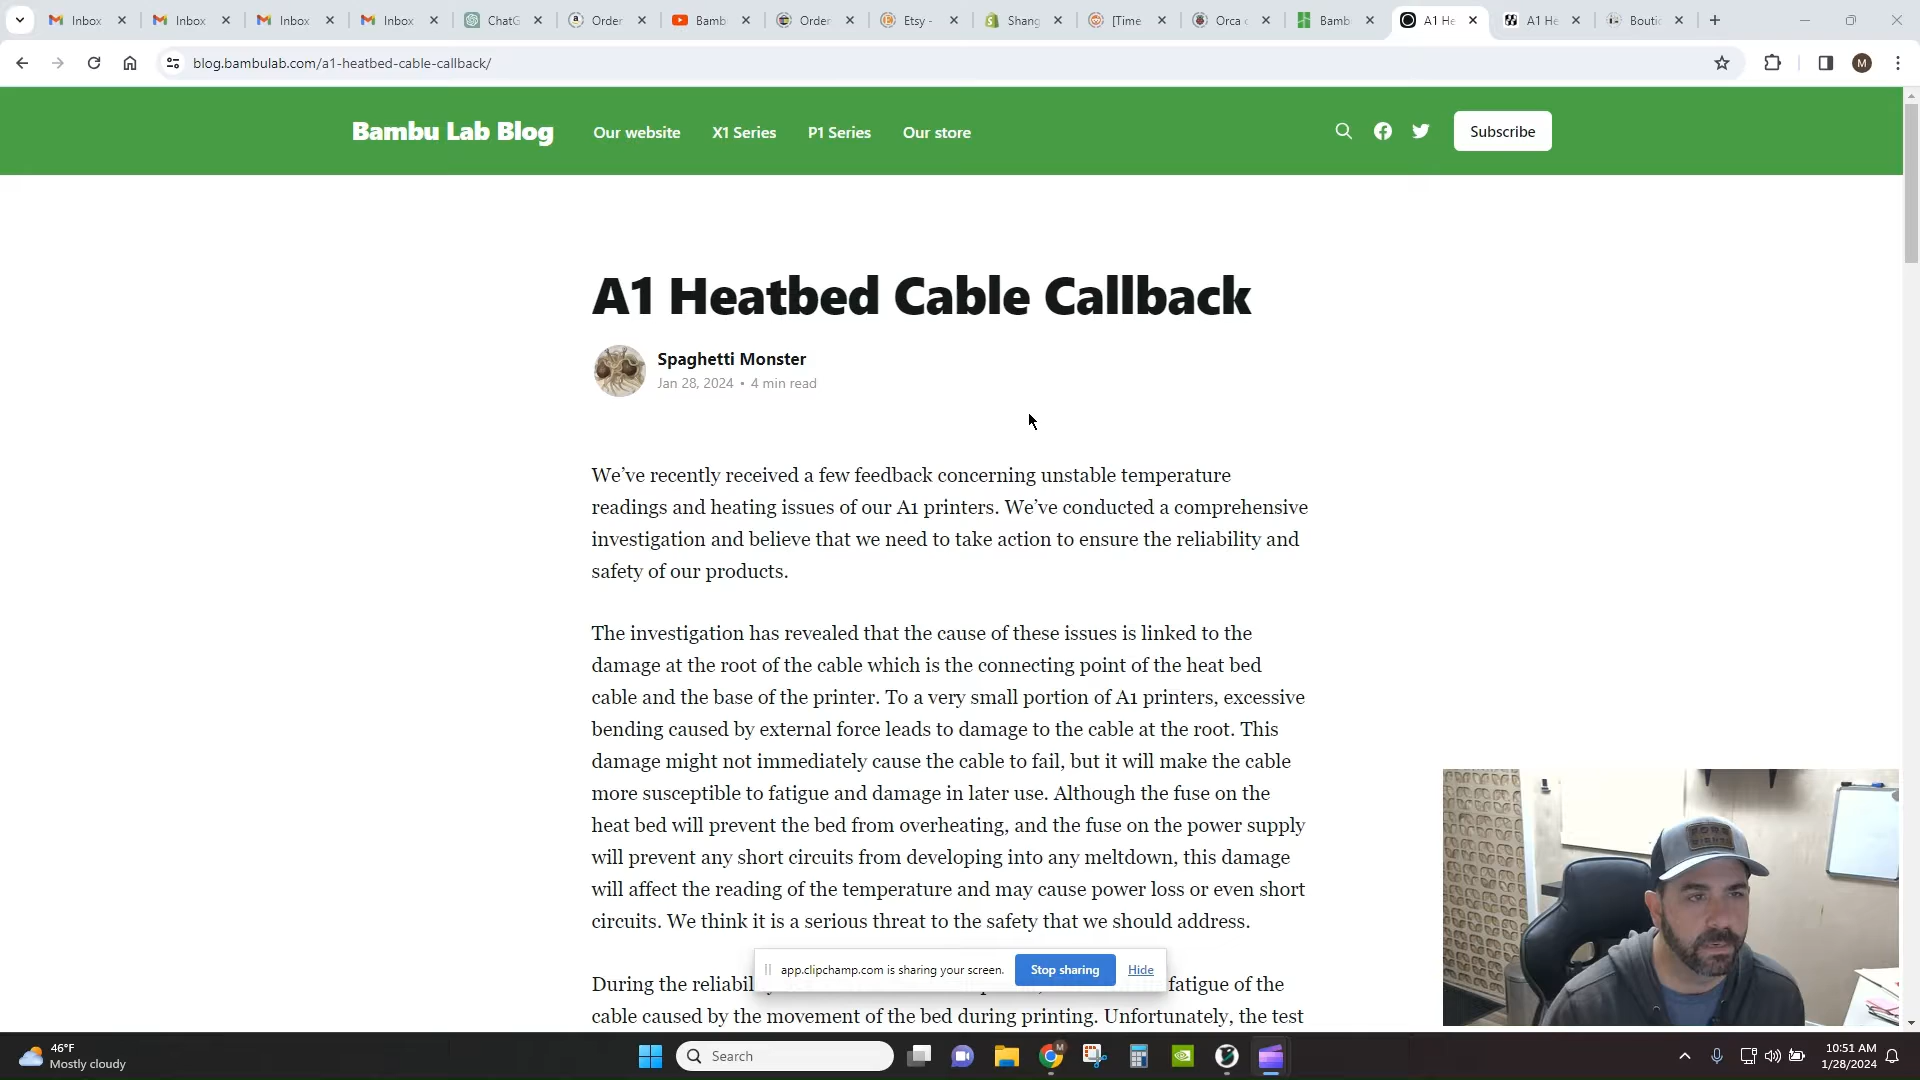 Inbox
Inbox
Inbox
Inbox
ChatG
Order
Bamb
Order
Etsy -
Shang
[Time
Orca
Bamb
A1 He
A1 He
Bouti
blog.bambulab.com/a1-heatbed-cable-callback/
M
Bambu Lab Blog
Our website
X1 Series
P1 Series
Our store
Subscribe
A1 Heatbed Cable Callback
Spaghetti Monster
Jan 28, 2024 • 4 min read
We’ve recently received a few feedback concerning unstable temperature
readings and heating issues of our A1 printers. We’ve conducted a comprehensive
investigation and believe that we need to take action to ensure the reliability and
safety of our products.
The investigation has revealed that the cause of these issues is linked to the
damage at the root of the cable which is the connecting point of the heat bed
cable and the base of the printer. To a very small portion of A1 printers, excessive
bending caused by external force leads to damage to the cable at the root. This
damage might not immediately cause the cable to fail, but it will make the cable
more susceptible to fatigue and damage in later use. Although the fuse on the
heat bed will prevent the bed from overheating, and the fuse on the power supply
will prevent any short circuits from developing into any meltdown, this damage
will affect the reading of the temperature and may cause power loss or even short
circuits. We think it is a serious threat to the safety that we should address.
app.clipchamp.com is sharing your screen.
Stop sharing
Hide
During the reliabil fatigue of the
cable caused by the movement of the bed during printing. Unfortunately, the test
46°F
Mostly cloudy
Search
10:51 AM
1/28/2024